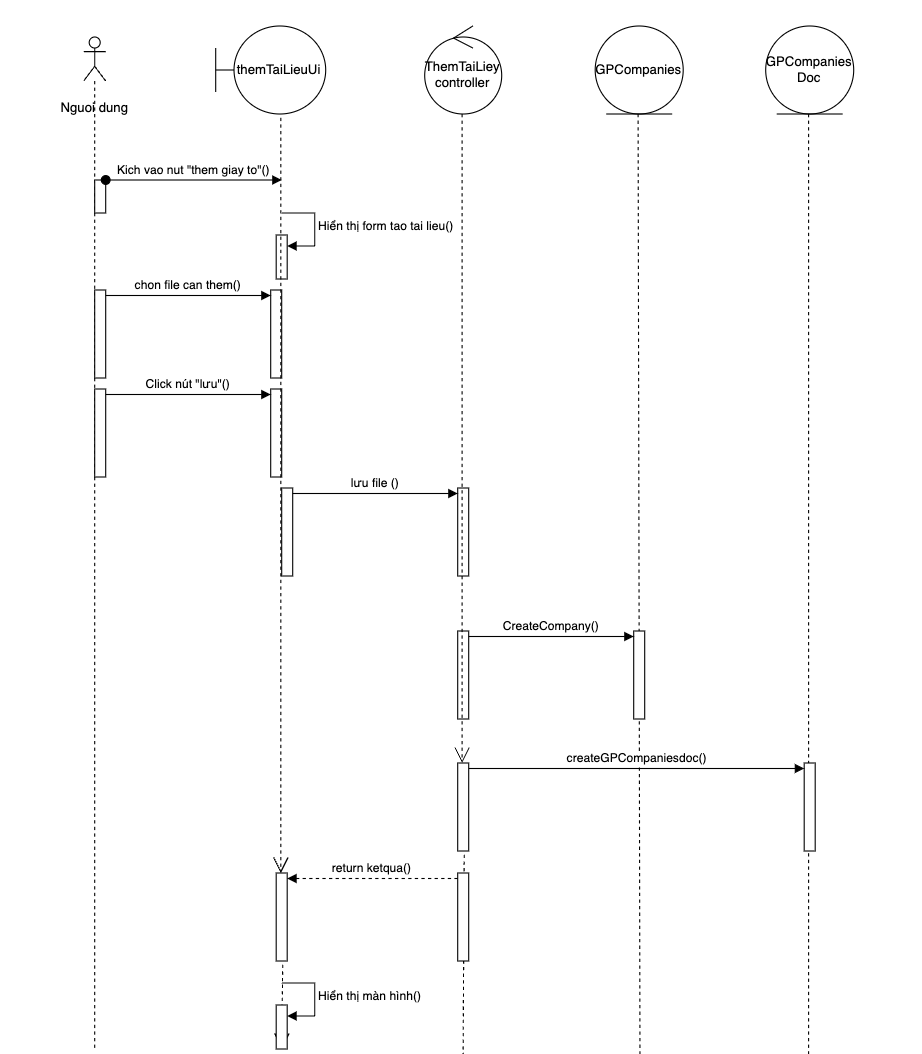 themTaiLieuUi
ThemTaiLiey
controller
GPCompanies
GPCompanies
Doc
Nguoi dung
Kich vao nut "them giay to"()
Hiển thị form tao tai lieu()
chon file can them()
Click nút "lưu"()
lưu file ()
CreateCompany()
createGPCompaniesdoc()
return ketqua()
Hiển thị màn hình()